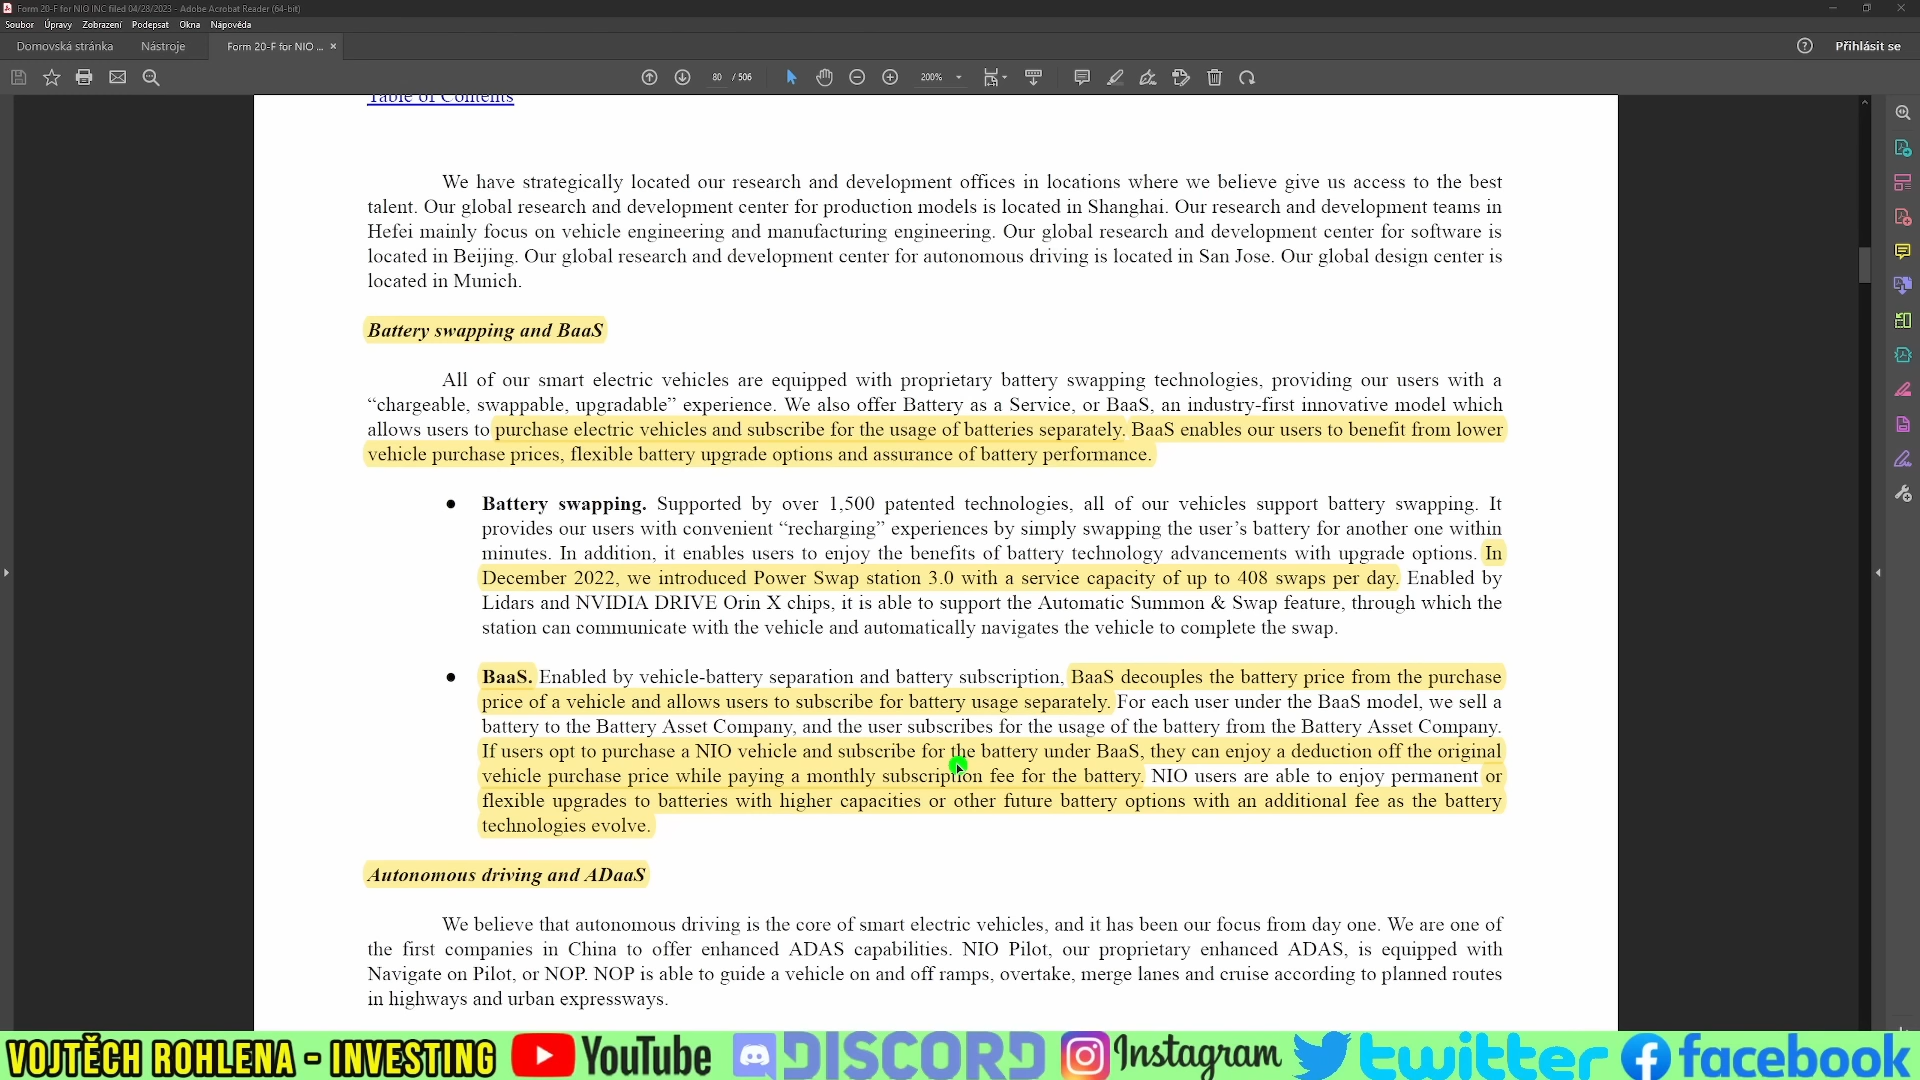 Form 20-F for NIO INC filed 04/28/2023 - Adobe Acrobat Reader (64-bit)
Soubor Úpravy Zobrazení Podepsat Okna Nápověda
Domovská stránka Nástroje Form 20-F for NIO ... × Přihlásit se
80 / 506 200%
Table of Contents
We have strategically located our research and development offices in locations where we believe give us access to the best
talent. Our global research and development center for production models is located in Shanghai. Our research and development teams in
Hefei mainly focus on vehicle engineering and manufacturing engineering. Our global research and development center for software is
located in Beijing. Our global research and development center for autonomous driving is located in San Jose. Our global design center is
located in Munich.
Battery swapping and BaaS
All of our smart electric vehicles are equipped with proprietary battery swapping technologies, providing our users with a
“chargeable, swappable, upgradable” experience. We also offer Battery as a Service, or BaaS, an industry-first innovative model which
allows users to purchase electric vehicles and subscribe for the usage of batteries separately. BaaS enables our users to benefit from lower
vehicle purchase prices, flexible battery upgrade options and assurance of battery performance.
● Battery swapping. Supported by over 1,500 patented technologies, all of our vehicles support battery swapping. It
provides our users with convenient “recharging” experiences by simply swapping the user’s battery for another one within
minutes. In addition, it enables users to enjoy the benefits of battery technology advancements with upgrade options. In
December 2022, we introduced Power Swap station 3.0 with a service capacity of up to 408 swaps per day. Enabled by
Lidars and NVIDIA DRIVE Orin X chips, it is able to support the Automatic Summon & Swap feature, through which the
station can communicate with the vehicle and automatically navigates the vehicle to complete the swap.
● BaaS. Enabled by vehicle-battery separation and battery subscription, BaaS decouples the battery price from the purchase
price of a vehicle and allows users to subscribe for battery usage separately. For each user under the BaaS model, we sell a
battery to the Battery Asset Company, and the user subscribes for the usage of the battery from the Battery Asset Company.
If users opt to purchase a NIO vehicle and subscribe for the battery under BaaS, they can enjoy a deduction off the original
vehicle purchase price while paying a monthly subscription fee for the battery. NIO users are able to enjoy permanent or
flexible upgrades to batteries with higher capacities or other future battery options with an additional fee as the battery
technologies evolve.
Autonomous driving and ADaaS
We believe that autonomous driving is the core of smart electric vehicles, and it has been our focus from day one. We are one of
the first companies in China to offer enhanced ADAS capabilities. NIO Pilot, our proprietary enhanced ADAS, is equipped with
Navigate on Pilot, or NOP. NOP is able to guide a vehicle on and off ramps, overtake, merge lanes and cruise according to planned routes
in highways and urban expressways.
VOJTĚCH ROHLENA - INVESTING YouTube DISCORD Instagram twitter facebook